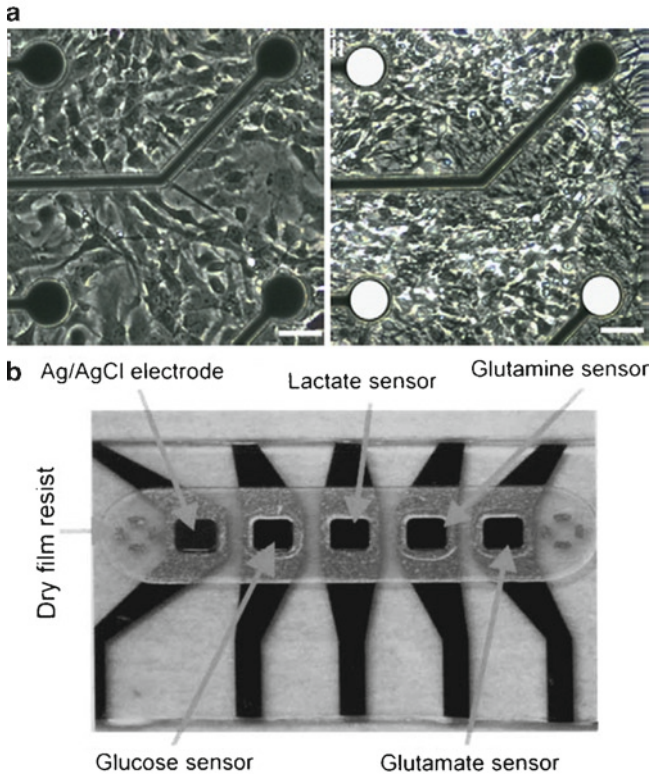 a
b
Ag/AgCl electrode
Lactate sensor
Glutamine sensor
Dry film resist
Glucose sensor
Glutamate sensor